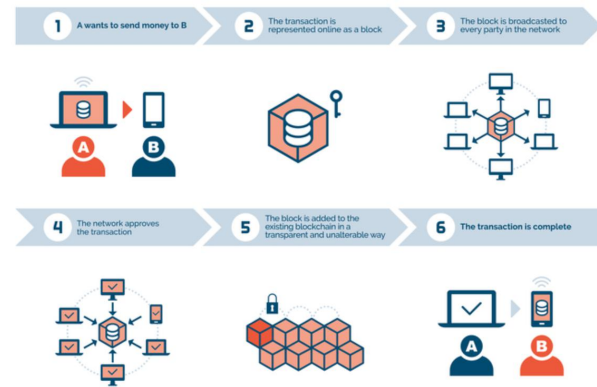 1 A wants to send money to B
2 The transaction is
represented online as a block
3 The block is broadcasted to
every party in the network
A
B
4 The network approves
the transaction
5 The block is added to the
existing blockchain in a
transparent and unalterable way
6 The transaction is complete
A
B